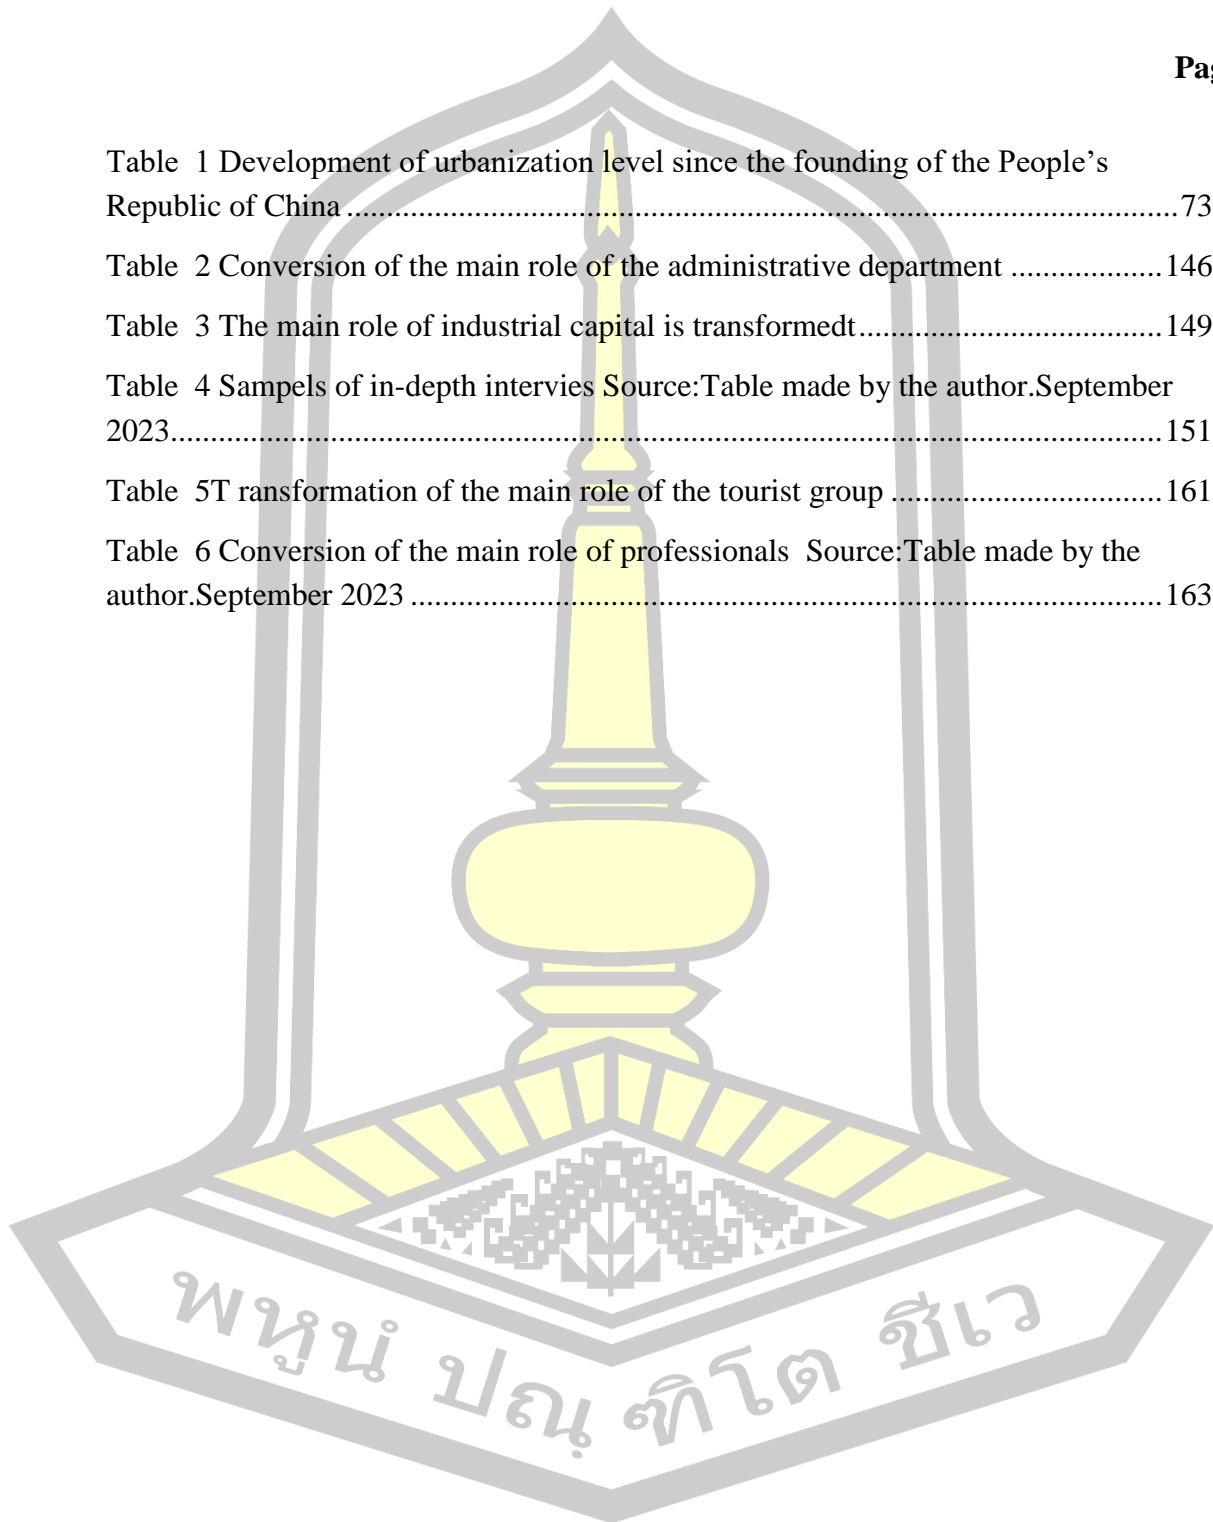 Pag
Table  1 Development of urbanization level since the founding of the People’s
Republic of China ........................................................................................................73
Table  2 Conversion of the main role of the administrative department ...................146
Table  3 The main role of industrial capital is transformedt......................................149
Table  4 Sampels of in-depth intervies Source:Table made by the author.September
2023............................................................................................................................151
Table  5T ransformation of the main role of the tourist group ..................................161
Table  6 Conversion of the main role of professionals  Source:Table made by the
author.September 2023 ..............................................................................................163
พหูนํ ปณฺฑิโต ชีเว